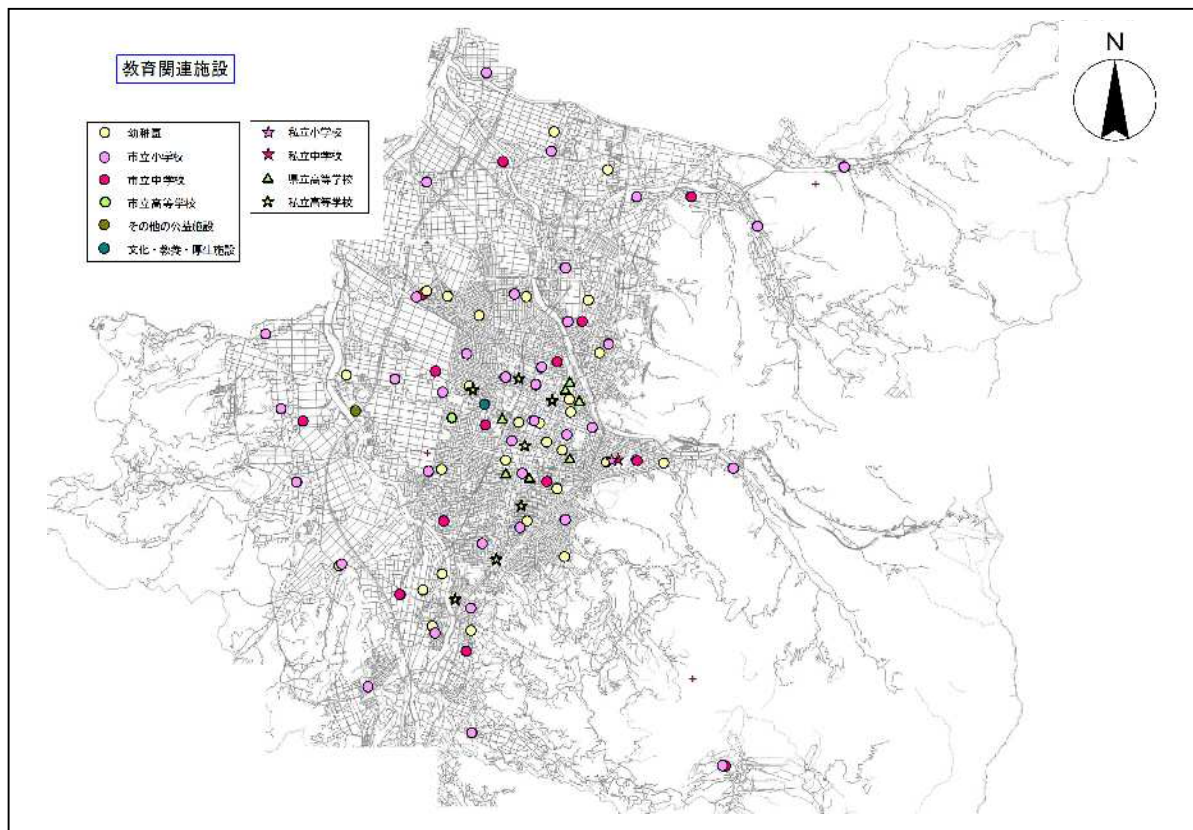 教育関連施設
N
幼稚園
市立小学校
市立中学校
市立高等学校
その他の公益施設
文化・教養・厚生施設
私立小学校
私立中学校
県立高等学校
私立高等学校